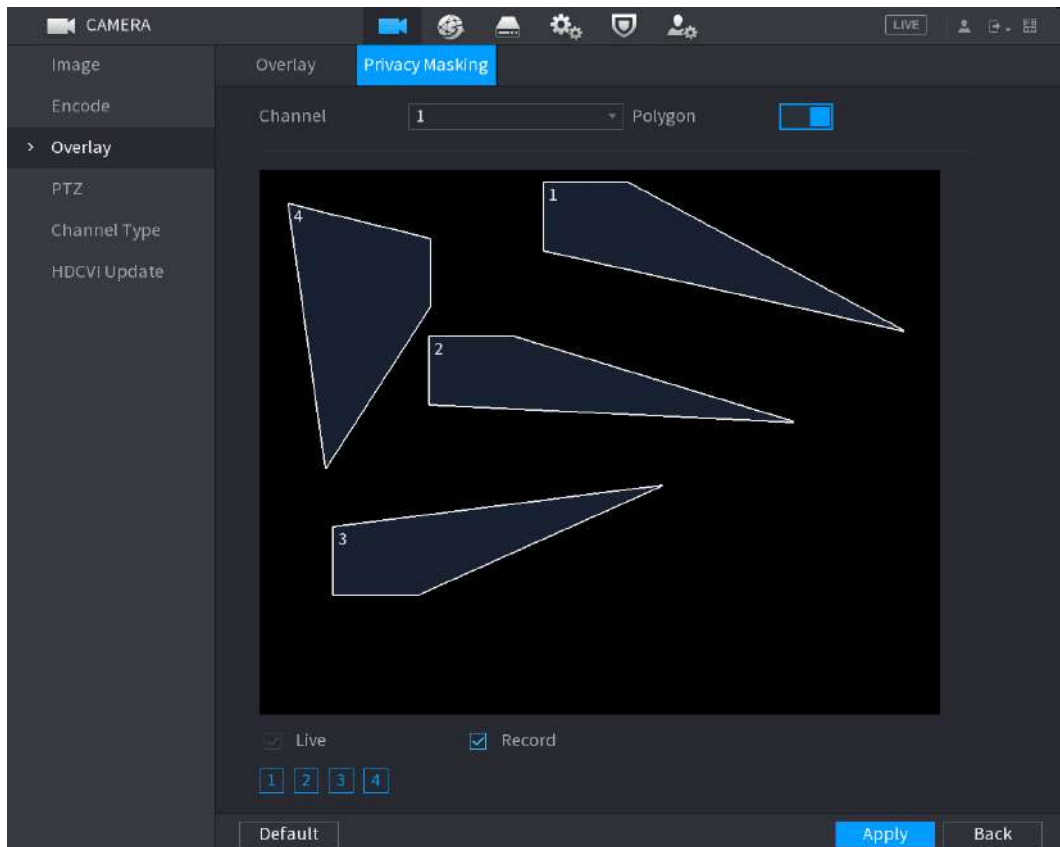 CAMERA
LIVE
Image
Encode
Overlay
PTZ
Channel Type
HDCVI Update
Overlay
Privacy Masking
Channel
1
Polygon
1
4
2
3
Live
Record
1
2
3
4
Default
Apply
Back